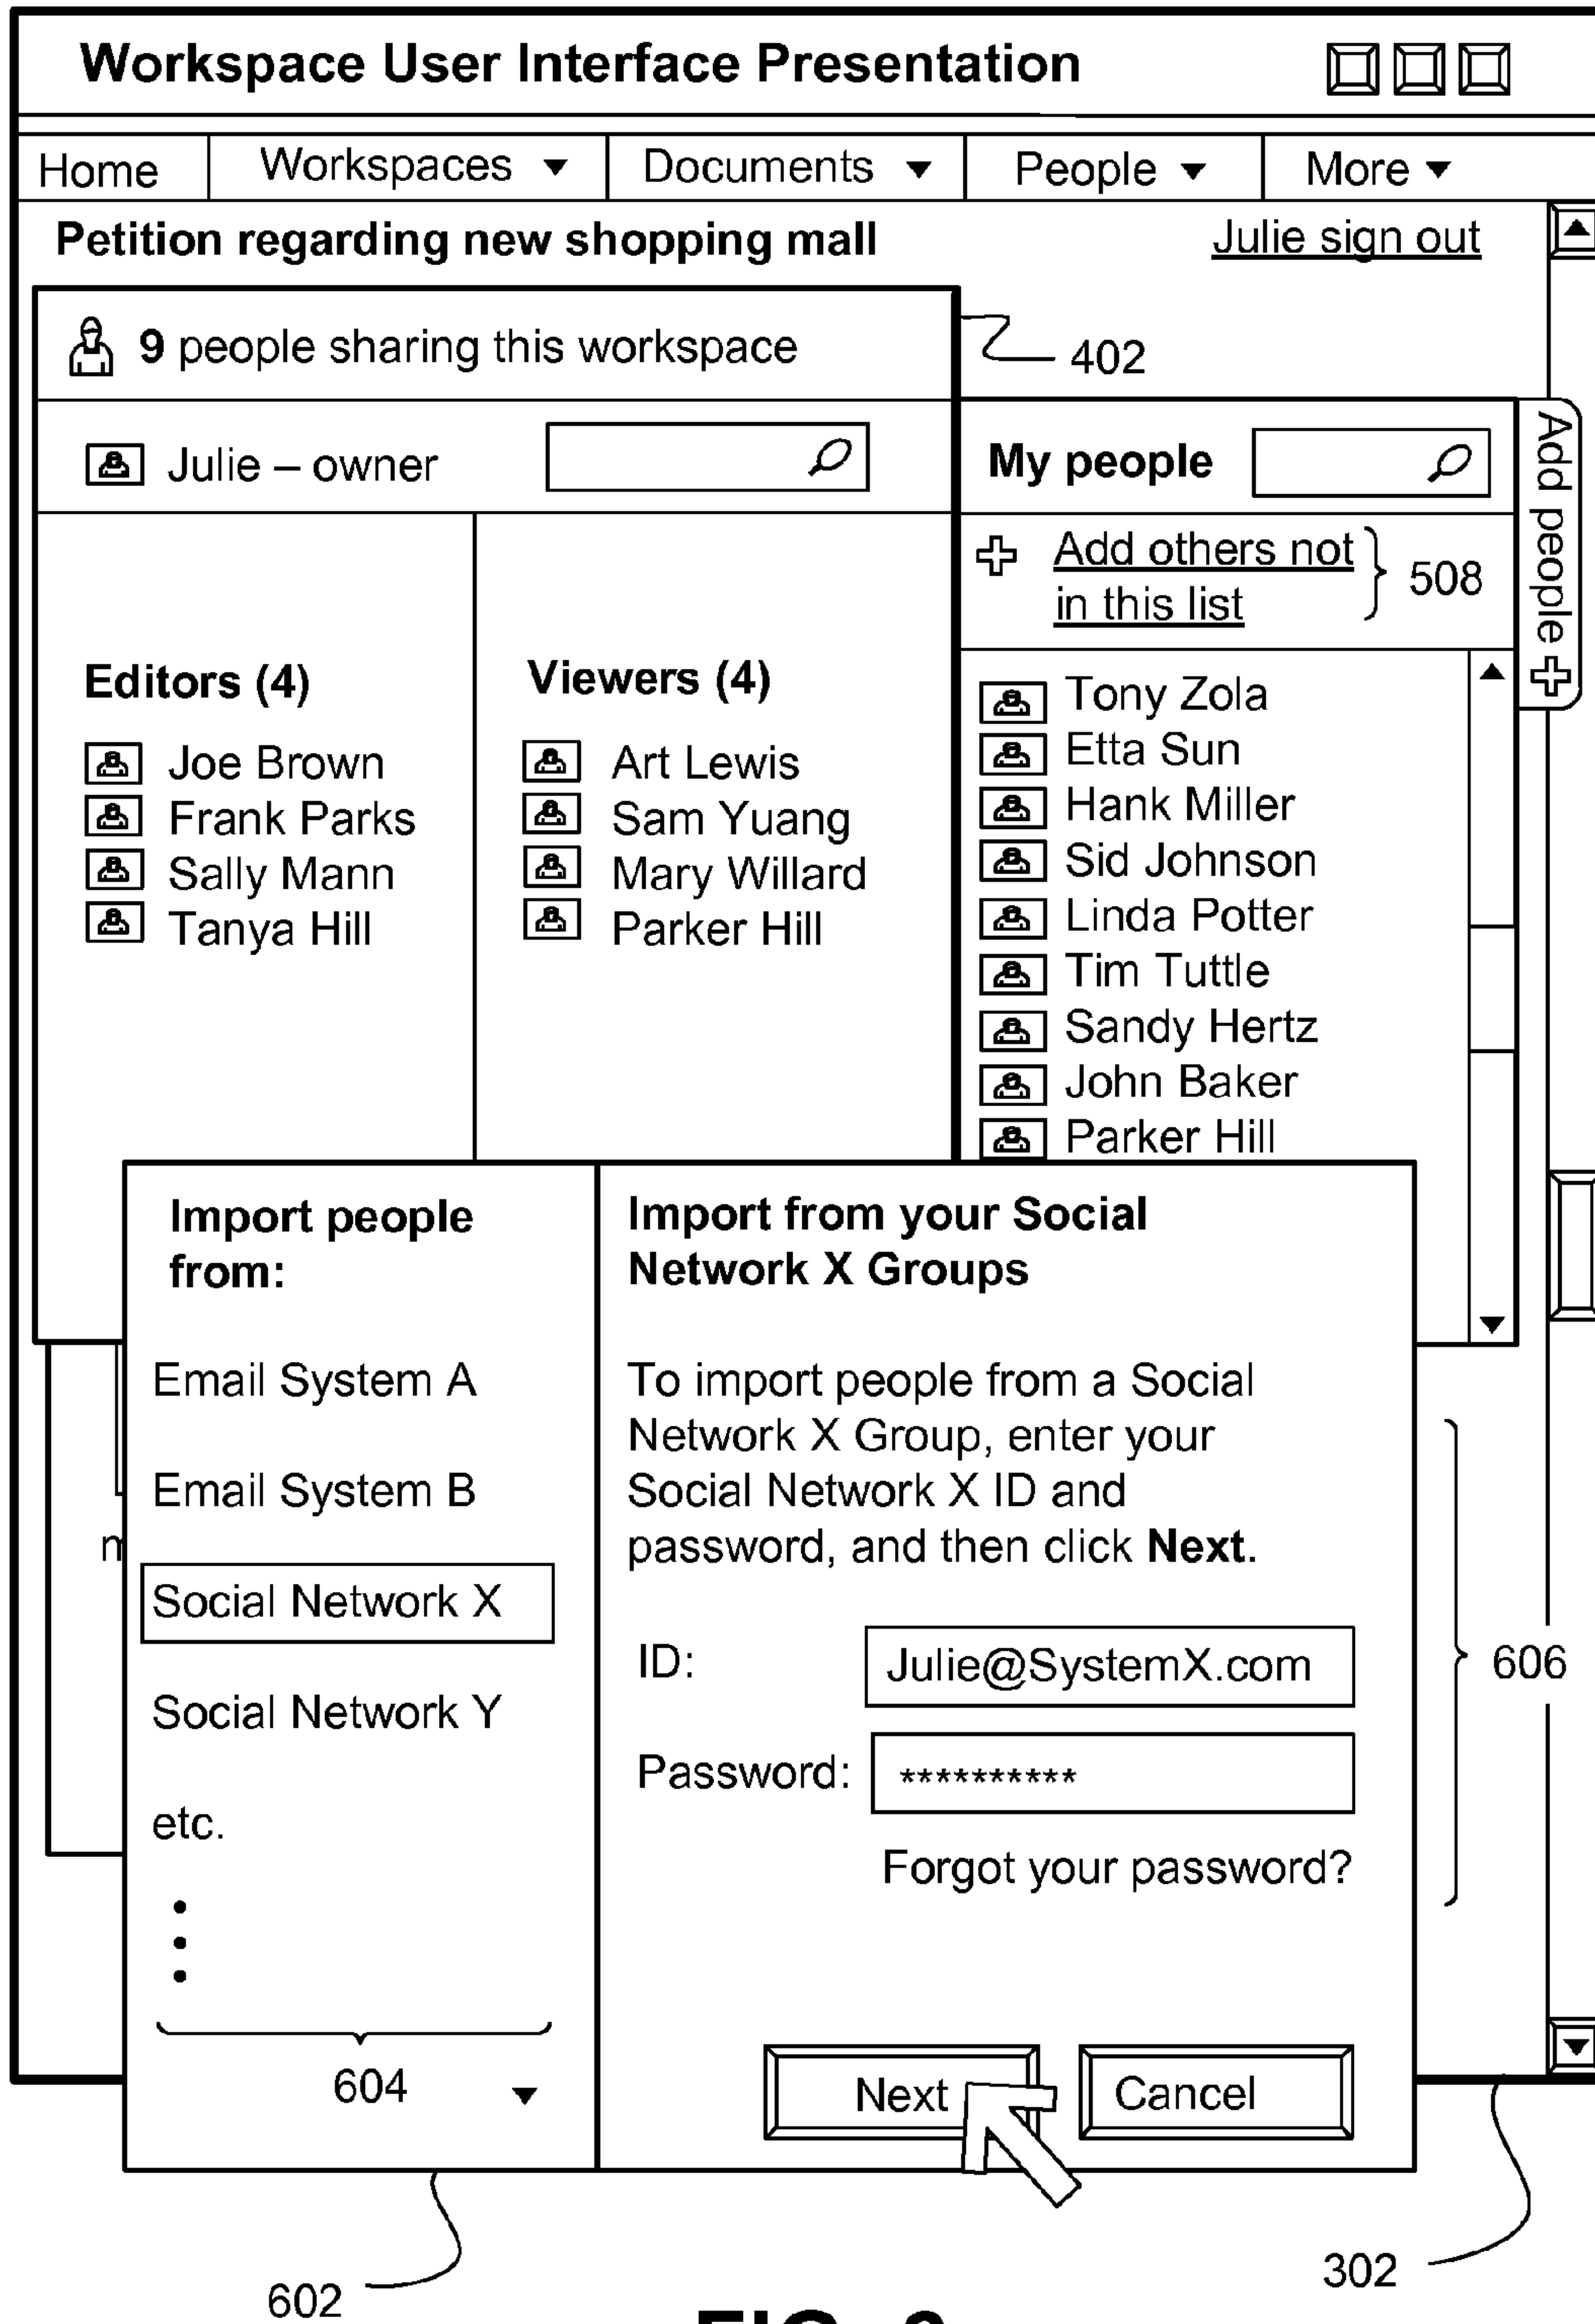 Workspace User Interface Presentation
Home Workspaces Documents People More
Petition regarding new shopping mall Julie sign out
9 people sharing this workspace
402
Julie – owner
My people
Add people
Add others not
in this list
508
Editors (4)
Joe Brown
Frank Parks
Sally Mann
Tanya Hill
Viewers (4)
Art Lewis
Sam Yuang
Mary Willard
Parker Hill
Tony Zola
Etta Sun
Hank Miller
Sid Johnson
Linda Potter
Tim Tuttle
Sandy Hertz
John Baker
Parker Hill
Import people
from:
Email System A
Email System B
Social Network X
Social Network Y
etc.
604
Import from your Social
Network X Groups
To import people from a Social
Network X Group, enter your
Social Network X ID and
password, and then click Next.
ID: Julie@SystemX.com
Password: **********
Forgot your password?
606
Next Cancel
602
302